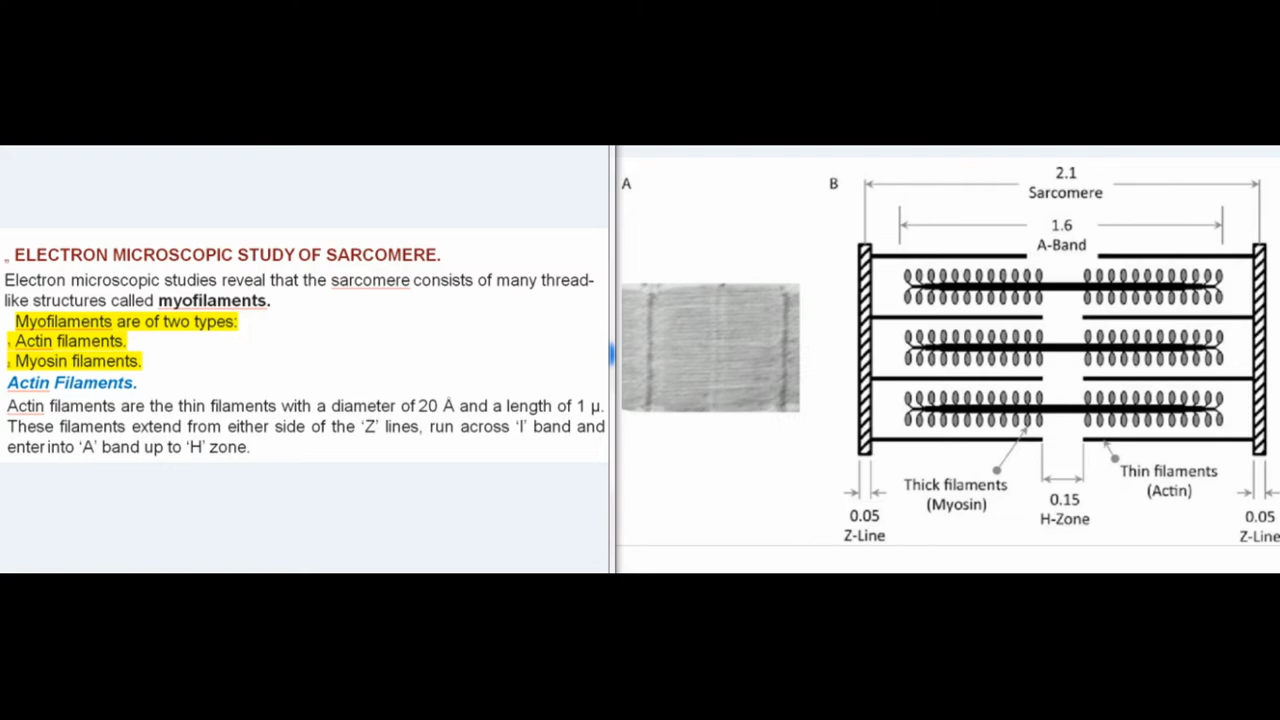 ELECTRON MICROSCOPIC STUDY OF SARCOMERE.
Electron microscopic studies reveal that the sarcomere consists of many thread-
like structures called myofilaments.
Myofilaments are of two types:
Actin filaments.
Myosin filaments.
Actin Filaments.
Actin filaments are the thin filaments with a diameter of 20 Å and a length of 1 µ.
These filaments extend from either side of the ‘Z’ lines, run across ‘I’ band and
enter into ‘A’ band up to ‘H’ zone.
A
B
2.1
Sarcomere
1.6
A-Band
Thick filaments
(Myosin)
Thin filaments
(Actin)
0.05
Z-Line
0.15
H-Zone
0.05
Z-Line